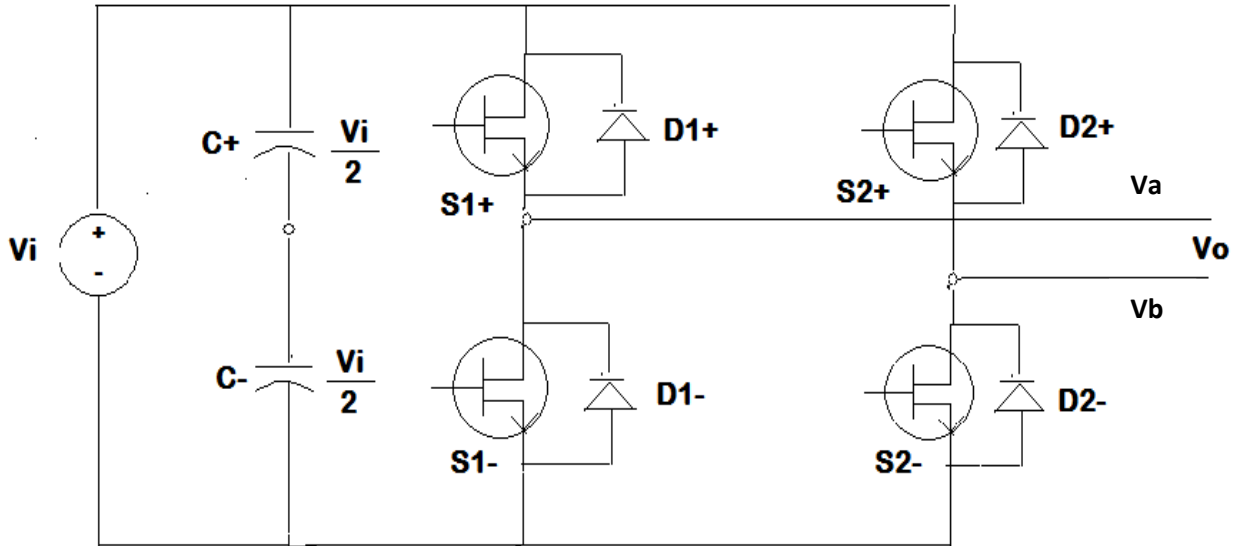 C+
Vi
2
D1+
D2+
S1+
S2+
Va
Vi
+
-
Vo
Vb
C-
Vi
2
D1-
D2-
S1-
S2-